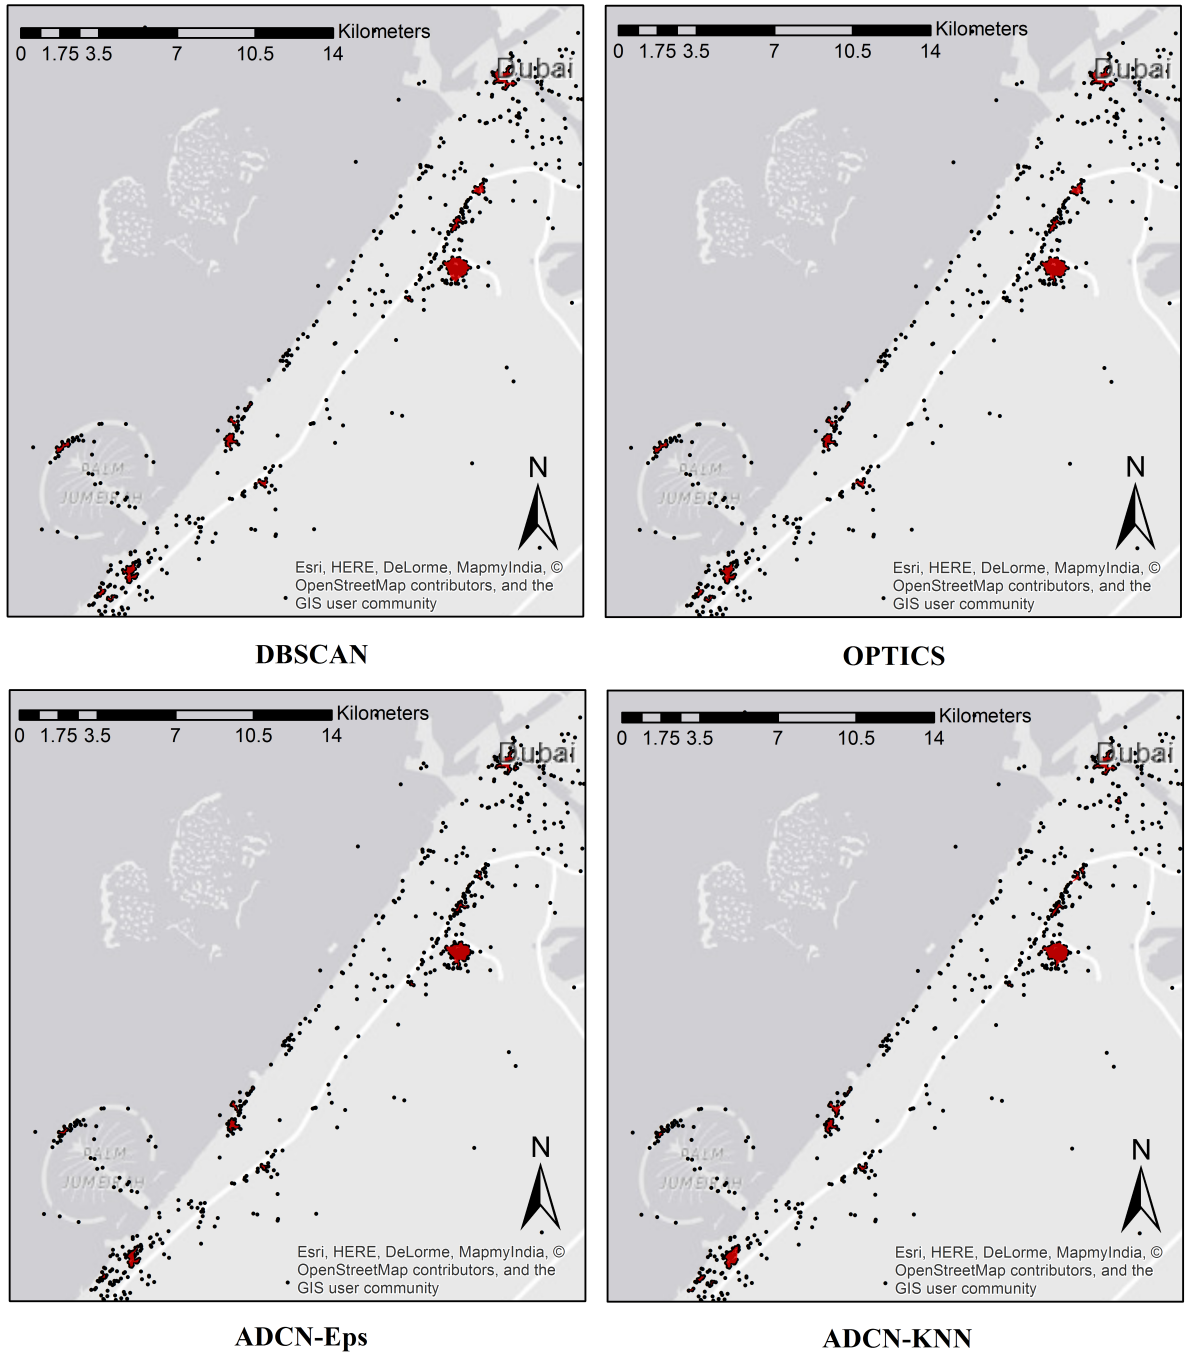 Kilometers
0 1.75 3.5 7 10.5 14
Dubai
PALM
JUMEIRAH
N
Esri, HERE, DeLorme, MapmyIndia, ©
OpenStreetMap contributors, and the
GIS user community
DBSCAN
Kilometers
0 1.75 3.5 7 10.5 14
Dubai
PALM
JUMEIRAH
N
Esri, HERE, DeLorme, MapmyIndia, ©
OpenStreetMap contributors, and the
GIS user community
OPTICS
Kilometers
0 1.75 3.5 7 10.5 14
Dubai
PALM
JUMEIRAH
N
Esri, HERE, DeLorme, MapmyIndia, ©
OpenStreetMap contributors, and the
GIS user community
ADCN-Eps
Kilometers
0 1.75 3.5 7 10.5 14
Dubai
PALM
JUMEIRAH
N
Esri, HERE, DeLorme, MapmyIndia, ©
OpenStreetMap contributors, and the
GIS user community
ADCN-KNN